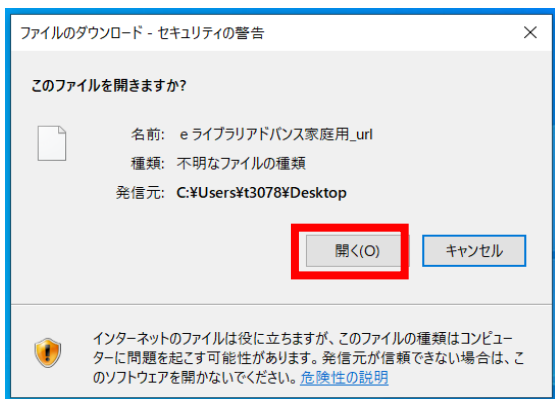 ファイルのダウンロード - セキュリティの警告
このファイルを開きますか?
名前: eライブラリアドバンス家庭用_url
種類: 不明なファイルの種類
発信元: C:¥Users¥t3078¥Desktop
開く(O) キャンセル
インターネットのファイルは役に立ちますが、このファイルの種類はコンピュー
ターに問題を起こす可能性があります。発信元が信頼できない場合は、こ
のソフトウェアを開かないでください。危険性の説明